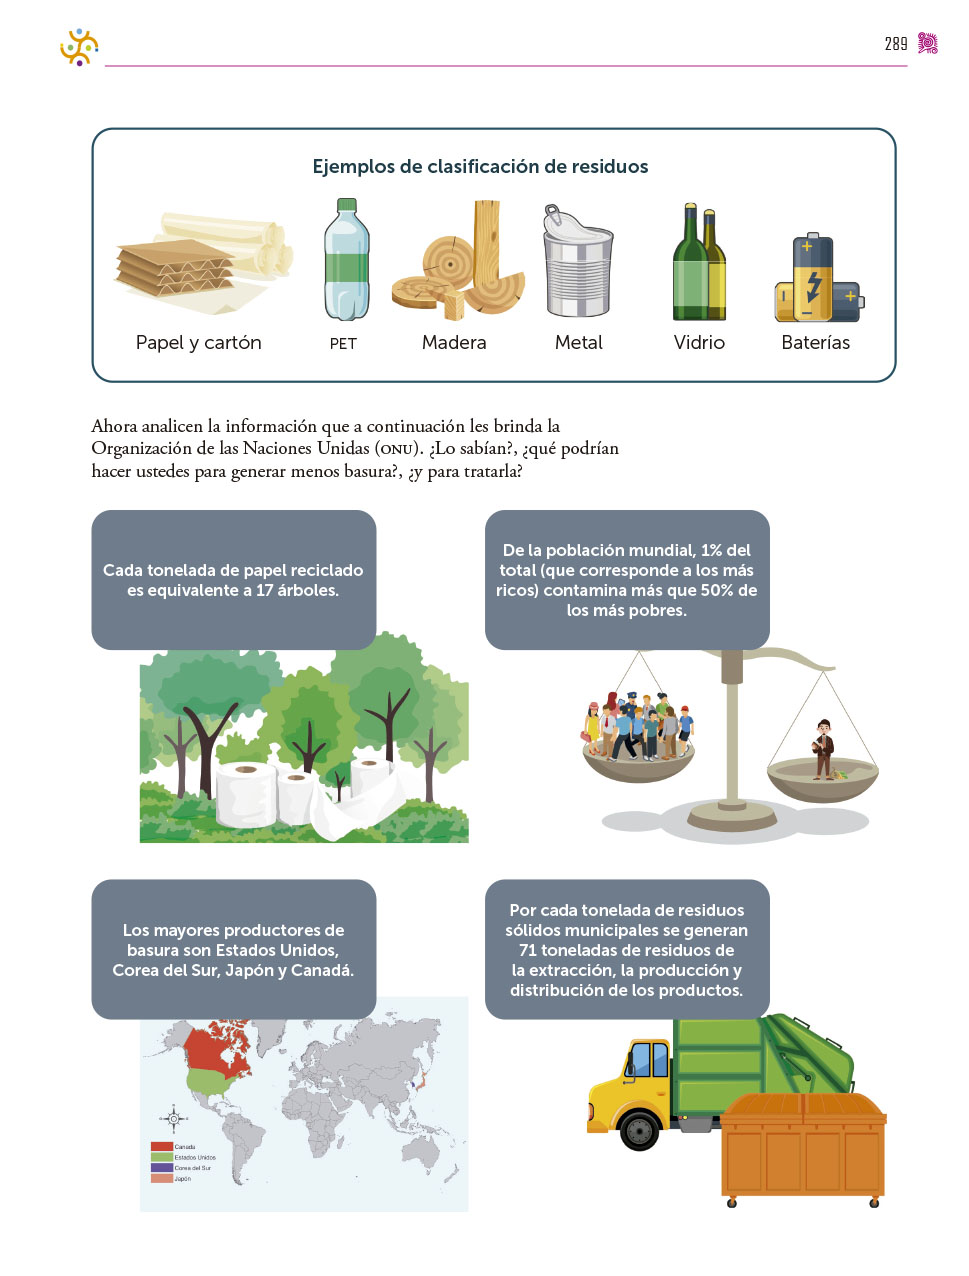 289
Ejemplos de clasificación de residuos
Papel y cartón
PET
Madera
Metal
Vidrio
Baterías
Ahora analicen la información que a continuación les brinda la
Organización de las Naciones Unidas (ONU). ¿Lo sabían?, ¿qué podrían
hacer ustedes para generar menos basura?, ¿y para tratarla?
Cada tonelada de papel reciclado
es equivalente a 17 árboles.
De la población mundial, 1% del
total (que corresponde a los más
ricos) contamina más que 50% de
los más pobres.
Los mayores productores de
basura son Estados Unidos,
Corea del Sur, Japón y Canadá.
Por cada tonelada de residuos
sólidos municipales se generan
71 toneladas de residuos de
la extracción, la producción y
distribución de los productos.
Canada
Estados Unidos
Corea del Sur
Japón